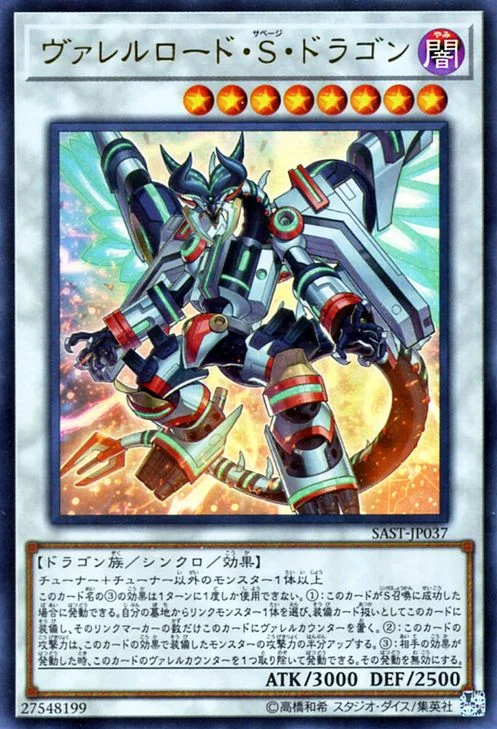 サベージ
ヴァレルロード・S・ドラゴン
やみ
闇
SAST-JP037
【ドラゴン族／シンクロ／効果】
チューナー＋チューナー以外のモンスター1体以上
このカード名の③の効果は1ターンに1度しか使用できない。①：このカードがS召喚に成功した
場合に発動できる。自分の墓地からリンクモンスター1体を選び、装備カード扱いとしてこのカードに
装備し、そのリンクマーカーの数だけこのカードにヴァレルカウンターを置く。②：このカードの
攻撃力は、このカードの効果で装備したモンスターの攻撃力の半分アップする。③：相手の効果が
発動した時、このカードのヴァレルカウンターを1つ取り除いて発動できる。その発動を無効にする。
ATK/3000 DEF/2500
27548199
©高橋和希 スタジオ・ダイス/集英社